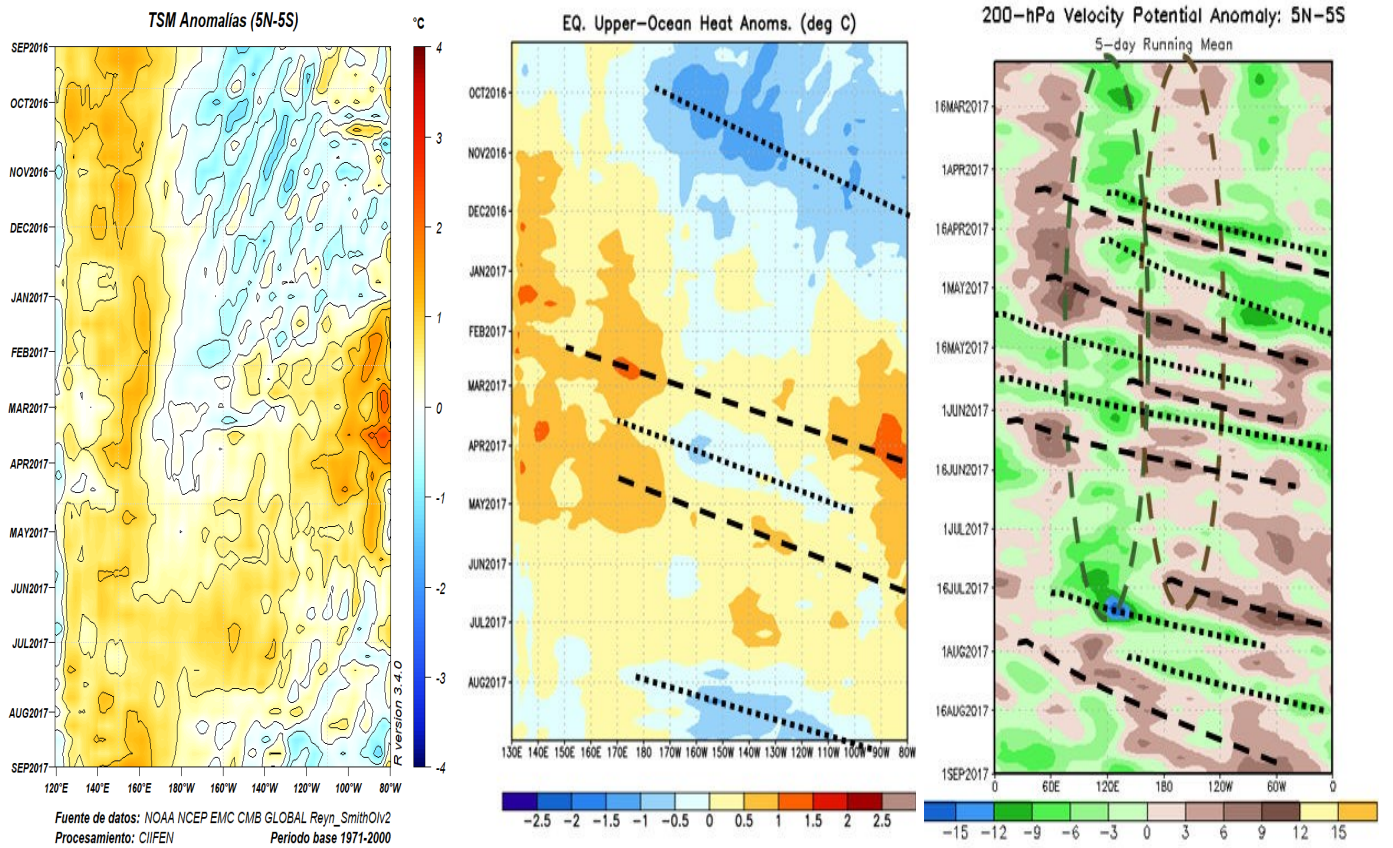 TSM Anomalías (5N-5S)
°C
SEP2016
OCT2016
NOV2016
DEC2016
JAN2017
FEB2017
MAR2017
APR2017
MAY2017
JUN2017
JUL2017
AUG2017
SEP2017
120°E 140°E 160°E 180°W 160°W 140°W 120°W 100°W 80°W
4
3
2
1
0
-1
-2
-3
-4
R version 3.4.0
Fuente de datos: NOAA NCEP EMC CMB GLOBAL Reyn_SmithOIv2
Procesamiento: CIIFEN Periodo base 1971-2000
EQ. Upper-Ocean Heat Anoms. (deg C)
OCT2016
NOV2016
DEC2016
JAN2017
FEB2017
MAR2017
APR2017
MAY2017
JUN2017
JUL2017
AUG2017
130E 140E 150E 160E 170E 180 170W 160W 150W 140W 130W 120W 110W 100W 90W 80W
-2.5 -2 -1.5 -1 -0.5 0 0.5 1 1.5 2 2.5
200-hPa Velocity Potential Anomaly: 5N-5S
5-day Running Mean
16MAR2017
1APR2017
16APR2017
1MAY2017
16MAY2017
1JUN2017
16JUN2017
1JUL2017
16JUL2017
1AUG2017
16AUG2017
1SEP2017
0 60E 120E 180 120W 60W 0
-15 -12 -9 -6 -3 0 3 6 9 12 15